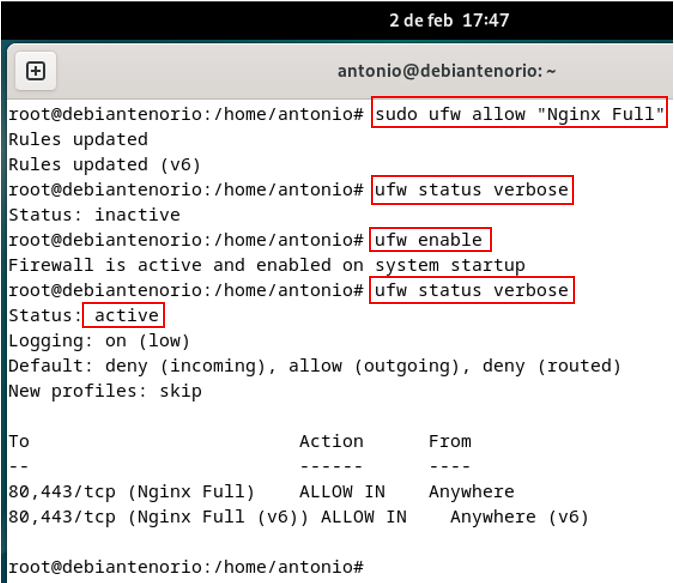 2 de feb 17:47
antonio@debiantenorio: ~
root@debiantenorio:/home/antonio# sudo ufw allow "Nginx Full"
Rules updated
Rules updated (v6)
root@debiantenorio:/home/antonio# ufw status verbose
Status: inactive
root@debiantenorio:/home/antonio# ufw enable
Firewall is active and enabled on system startup
root@debiantenorio:/home/antonio# ufw status verbose
Status: active
Logging: on (low)
Default: deny (incoming), allow (outgoing), deny (routed)
New profiles: skip
To                         Action      From
--                         ------      ----
80,443/tcp (Nginx Full)    ALLOW IN    Anywhere
80,443/tcp (Nginx Full (v6)) ALLOW IN    Anywhere (v6)
root@debiantenorio:/home/antonio#